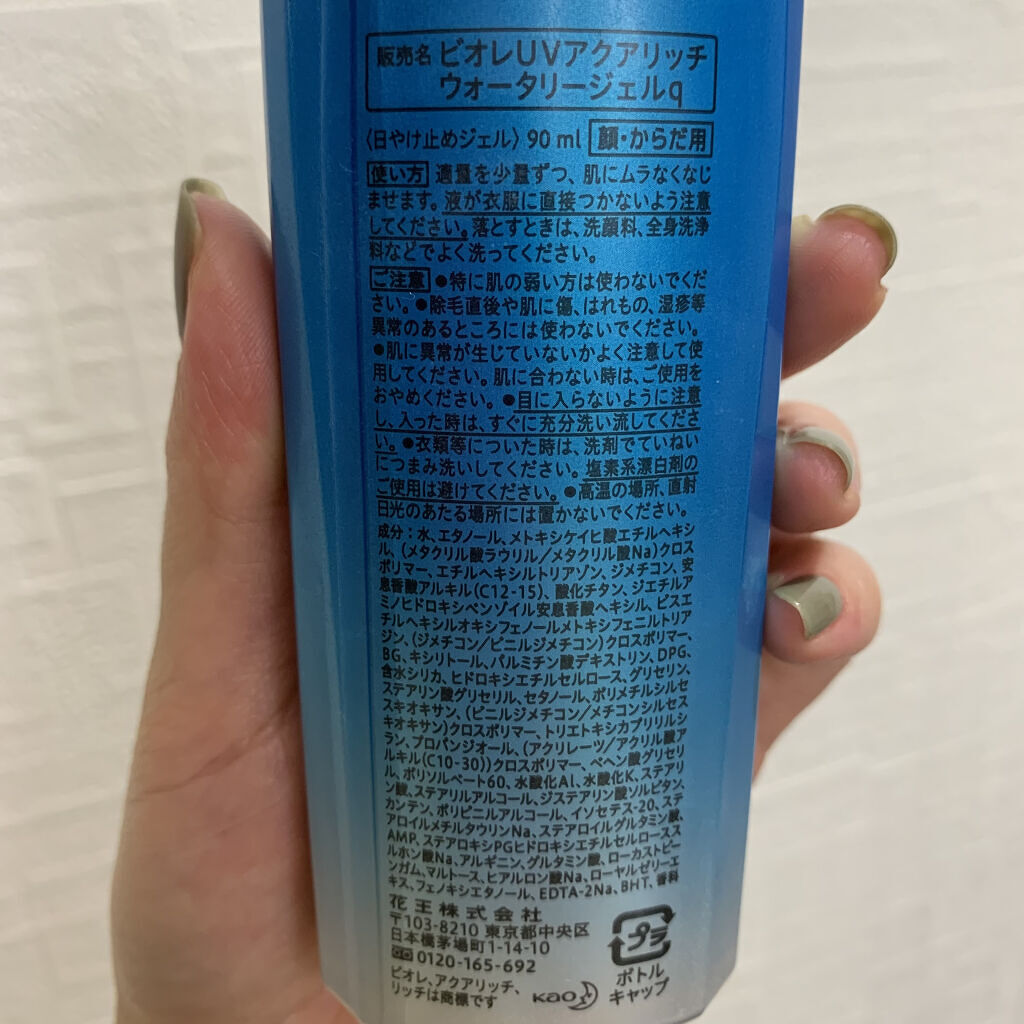 販売名 ビオレUVアクアリッチ
ウォータリージェルq
〈日やけ止めジェル〉90 ml 顔・からだ用
使い方 適量を少量ずつ、肌にムラなくなじ
ませます。液が衣服に直接つかないよう注意
してください。落とすときは、洗顔料、全身洗浄
料などでよく洗ってください。
ご注意 ●特に肌の弱い方は使わないでくだ
さい。●除毛直後や肌に傷、はれもの、湿疹等
異常のあるところには使わないでください。
●肌に異常が生じていないかよく注意して使
用してください。肌に合わない時は、ご使用を
おやめください。●目に入らないように注意
し、入った時は、すぐに充分洗い流してくださ
い。●衣類等についた時は、洗剤でていねい
につまみ洗いしてください。塩素系漂白剤の
ご使用は避けてください。●高温の場所、直射
日光のあたる場所には置かないでください。
成分：水、エタノール、メトキシケイヒ酸エチルヘキシ
ル、(メタクリル酸ラウリル／メタクリル酸Na)クロス
ポリマー、エチルヘキシルトリアゾン、ジメチコン、安
息香酸アルキル(C12-15)、酸化チタン、ジエチルア
ミノヒドロキシベンゾイル安息香酸ヘキシル、ビスエ
チルヘキシルオキシフェノールメトキシフェニルトリア
ジン、(ジメチコン／ビニルジメチコン)クロスポリマー、
BG、キシリトール、パルミチン酸デキストリン、DPG、
含水シリカ、ヒドロキシエチルセルロース、グリセリン、
ステアリン酸グリセリル、セタノール、ポリメチルシルセ
スキオキサン、(ビニルジメチコン／メチコンシルセス
キオキサン)クロスポリマー、トリエトキシカプリリルシ
ラン、プロパンジオール、(アクリレーツ／アクリル酸ア
ルキル(C10-30))クロスポリマー、ベヘン酸グリセリ
ル、ポリソルベート60、水酸化Al、水酸化K、ステアリ
ン酸、ステアリルアルコール、ジステアリン酸ソルビタン、
カンテン、ポリビニルアルコール、イソセテス-20、ステ
アロイルメチルタウリンNa、ステアロイルグルタミン酸、
AMP、ステアロキシPGヒドロキシエチルセルロースス
ルホン酸Na、アルギニン、グルタミン酸、ローカストビー
ンガム、マルトース、ヒアルロン酸Na、ローヤルゼリーエ
キス、フェノキシエタノール、EDTA-2Na、BHT、香料
花王株式会社
〒103-8210 東京都中央区
日本橋茅場町1-14-10
0120-165-692
ビオレ、アクアリッチ、
リッチは商標です
Kao
プラ
ボトル
キャップ